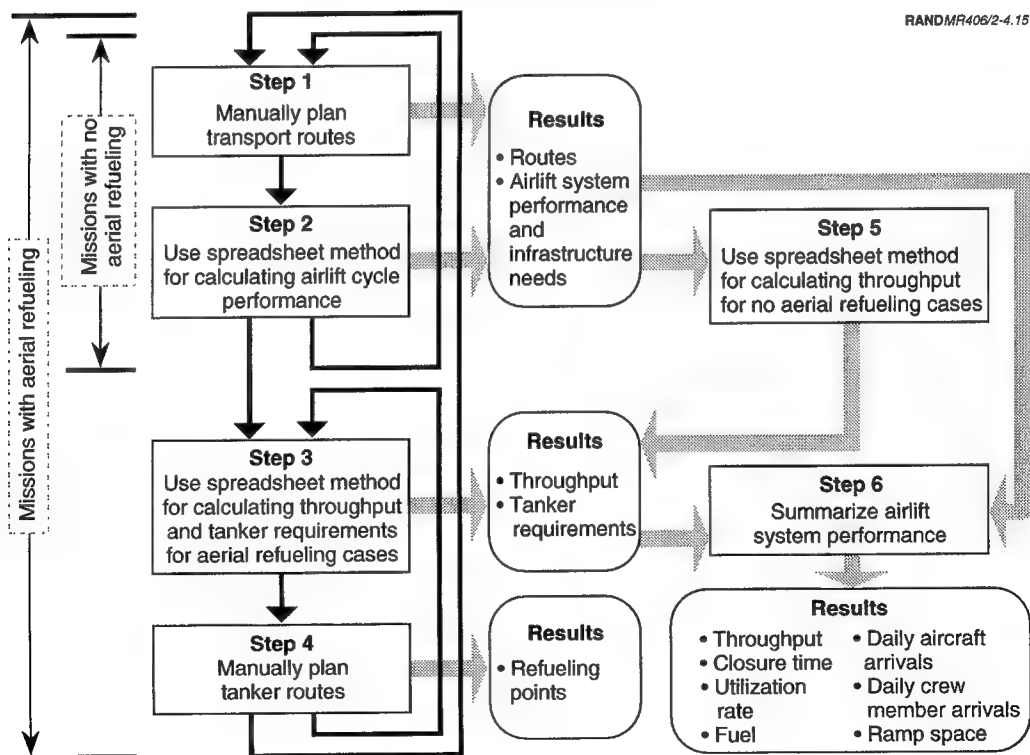 RANDMR406/2-4.15
Missions with aerial refueling
Missions with no
aerial refueling
Step 1
Manually plan
transport routes
Step 2
Use spreadsheet method
for calculating airlift cycle
performance
Step 3
Use spreadsheet method
for calculating throughput
and tanker requirements
for aerial refueling cases
Step 4
Manually plan
tanker routes
Results
• Routes
• Airlift system
performance
and
infrastructure
needs
Results
• Throughput
• Tanker
requirements
Results
• Refueling
points
Step 5
Use spreadsheet method
for calculating throughput
for no aerial refueling cases
Step 6
Summarize airlift
system performance
Results
• Throughput
• Closure time
• Utilization
rate
• Fuel
• Daily aircraft
arrivals
• Daily crew
member arrivals
• Ramp space